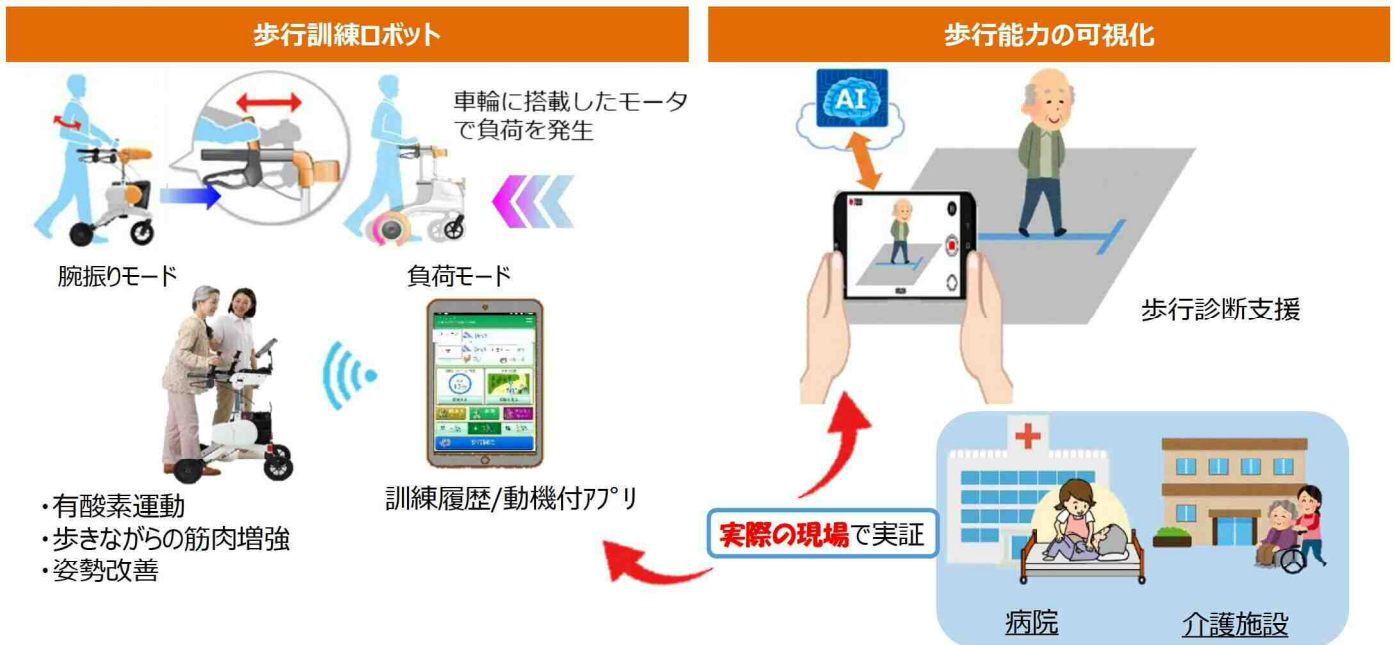 歩行訓練ロボット
車輪に搭載したモータ
で負荷を発生
腕振りモード
負荷モード
訓練履歴/動機付ｱﾌﾟﾘ
・有酸素運動
・歩きながらの筋肉増強
・姿勢改善
歩行能力の可視化
AI
歩行診断支援
実際の現場で実証
病院
介護施設